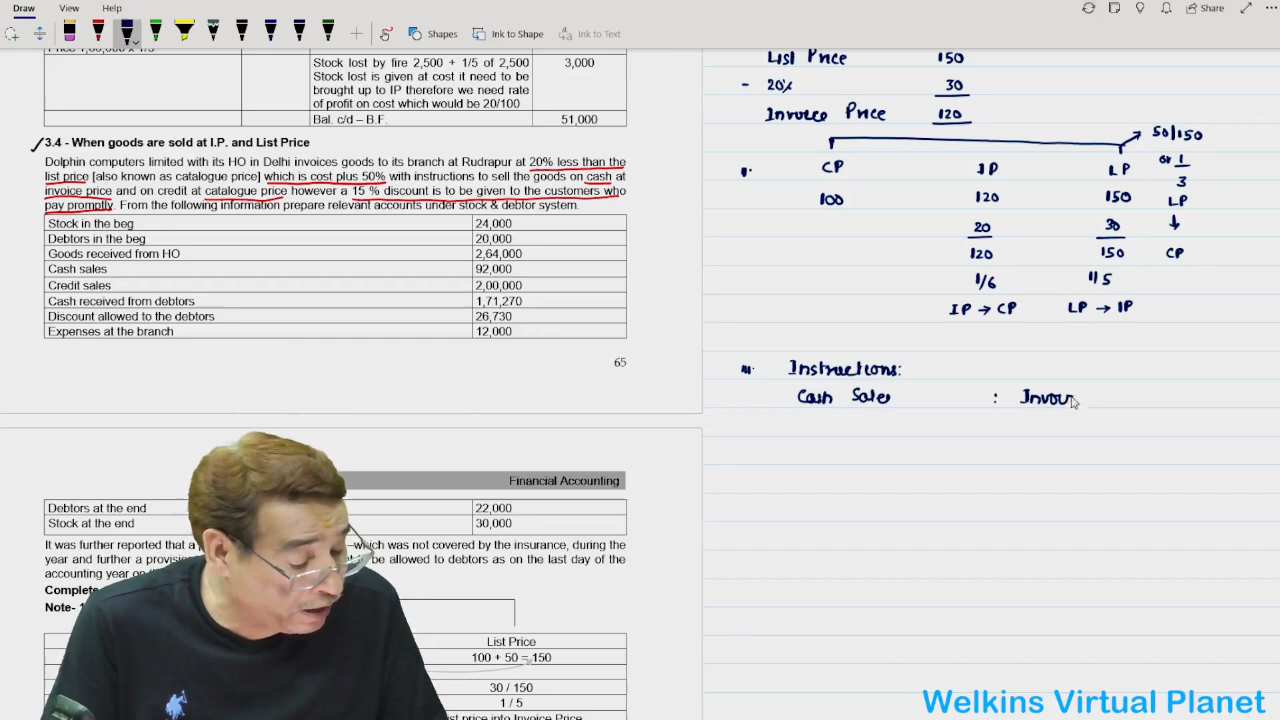 Draw View Help
Share
Shapes Ink to Shape Ink to Text
Stock lost by fire 2,500 + 1/5 of 2,500 3,000
Stock lost is given at cost it need to be
brought up to IP therefore we need rate
of profit on cost which would be 20/100
Bal. c/d – B.F. 51,000
3.4 - When goods are sold at I.P. and List Price
Dolphin computers limited with its HO in Delhi invoices goods to its branch at Rudrapur at 20% less than the
list price [also known as catalogue price] which is cost plus 50% with instructions to sell the goods on cash at
invoice price and on credit at catalogue price however a 15 % discount is to be given to the customers who
pay promptly. From the following information prepare relevant accounts under stock & debtor system.
Stock in the beg 24,000
Debtors in the beg 20,000
Goods received from HO 2,64,000
Cash sales 92,000
Credit sales 2,00,000
Cash received from debtors 1,71,270
Discount allowed to the debtors 26,730
Expenses at the branch 12,000
65
Financial Accounting
Debtors at the end 22,000
Stock at the end 30,000
It was further reported that a which was not covered by the insurance, during the
year and further a be allowed to debtors as on the last day of the
accounting year
Complete
Note-
List Price
100 + 50 = 150
30 / 150
1 / 5
List Price 150
- 20% 30
Invoice Price 120
50/150
or 1/3
LP
↓
CP
CP IP LP
100 120 150
20 30
120 150
1/6 1/5
IP → CP LP → IP
Instructions:
Cash Sales : Invoi
Welkins Virtual Planet